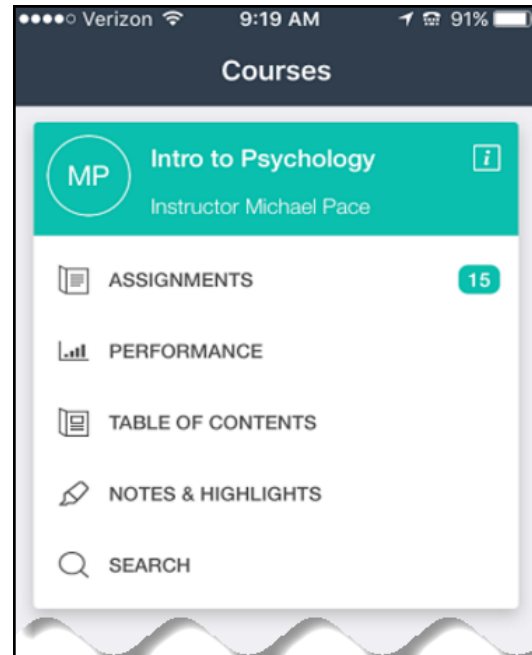 Verizon 9:19 AM 91%
Courses
MP
Intro to Psychology
i
Instructor Michael Pace
ASSIGNMENTS 15
PERFORMANCE
TABLE OF CONTENTS
NOTES & HIGHLIGHTS
SEARCH